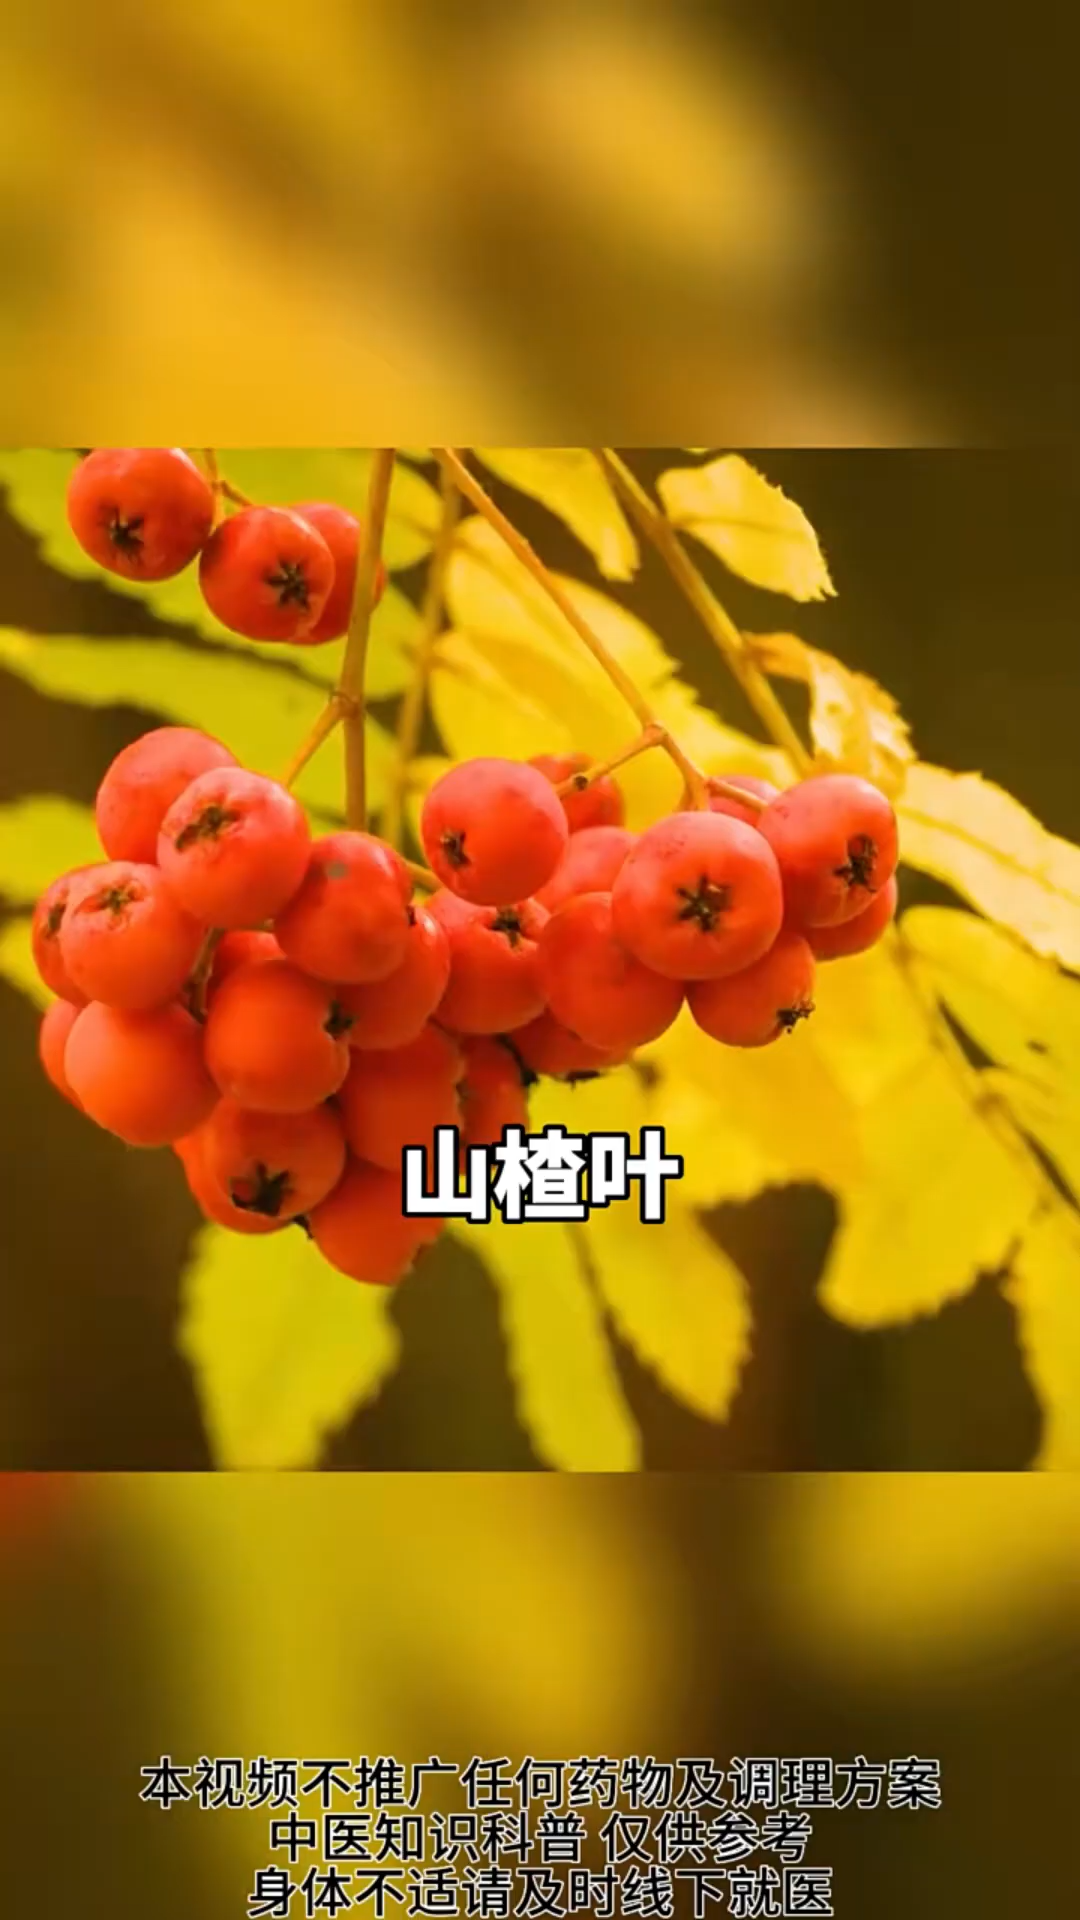 山楂叶
本视频不推广任何药物及调理方案
中医知识科普 仅供参考
身体不适请及时线下就医